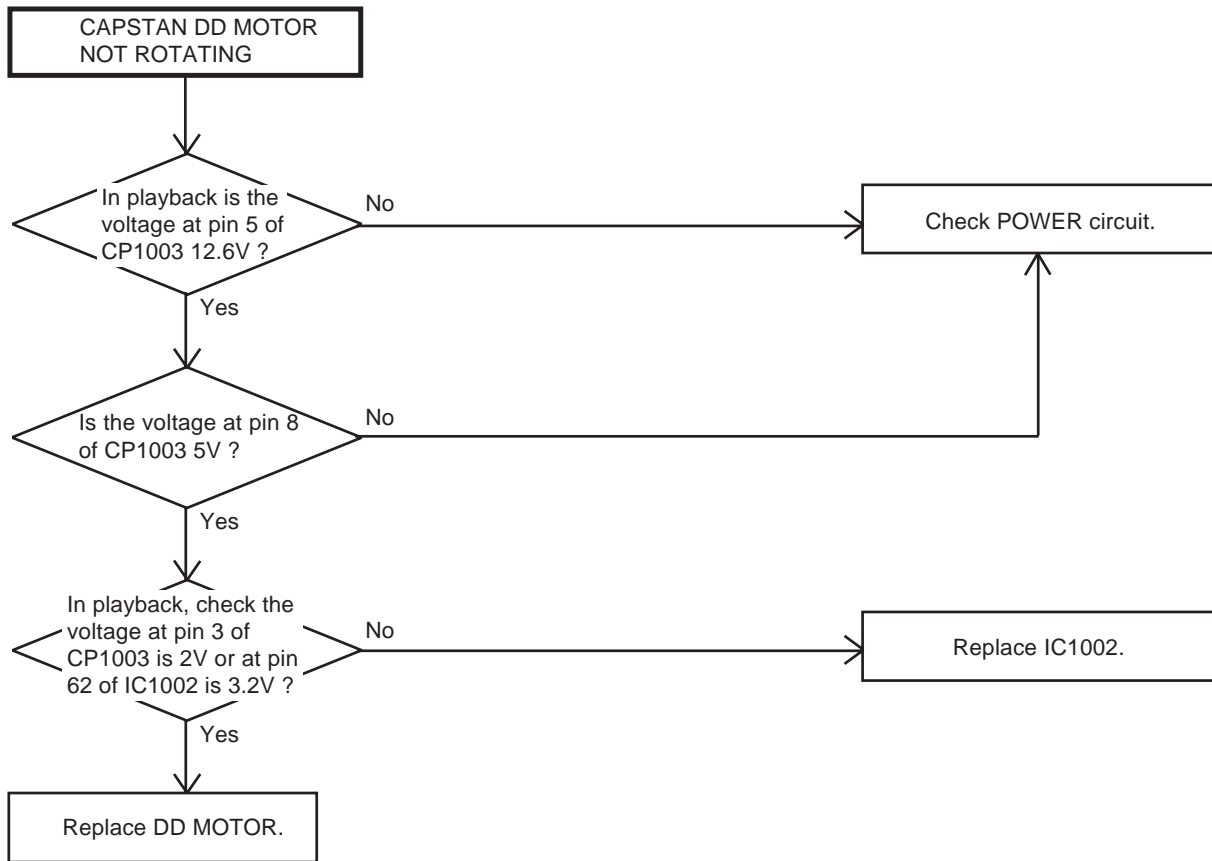 CAPSTAN DD MOTOR
NOT ROTATING
In playback is the
voltage at pin 5 of
CP1003 12.6V ?
No
Check POWER circuit.
Yes
Is the voltage at pin 8
of CP1003 5V ?
No
Yes
In playback, check the
voltage at pin 3 of
CP1003 is 2V or at pin
62 of IC1002 is 3.2V ?
No
Replace IC1002.
Yes
Replace DD MOTOR.